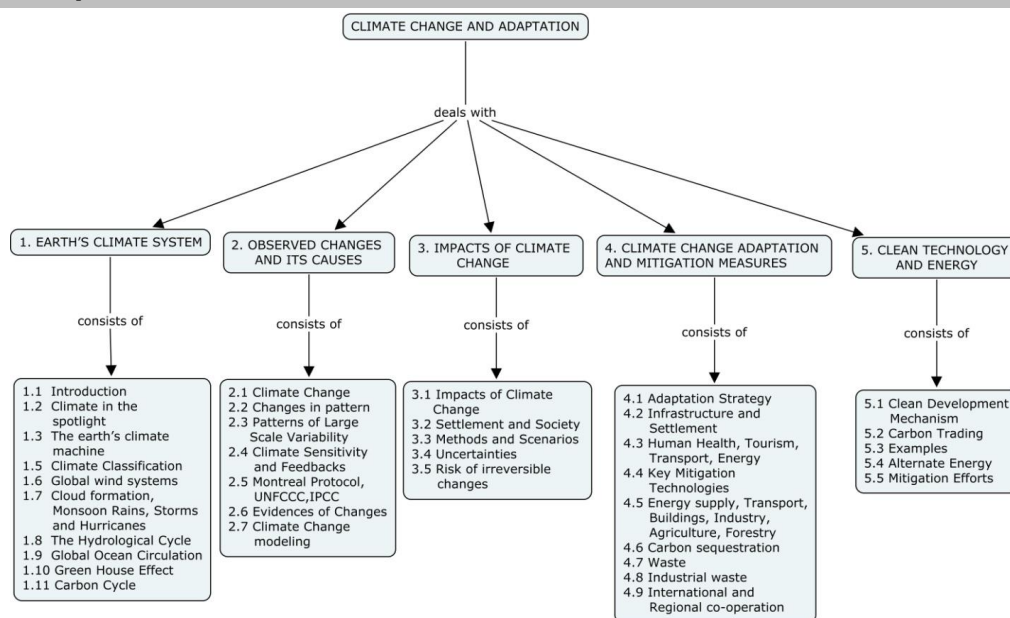 CLIMATE CHANGE AND ADAPTATION
deals with
1. EARTH'S CLIMATE SYSTEM
consists of
1.1 Introduction
1.2 Climate in the
spotlight
1.3 The earth's climate
machine
1.5 Climate Classification
1.6 Global wind systems
1.7 Cloud formation,
Monsoon Rains, Storms
and Hurricanes
1.8 The Hydrological Cycle
1.9 Global Ocean Circulation
1.10 Green House Effect
1.11 Carbon Cycle
2. OBSERVED CHANGES
AND ITS CAUSES
consists of
2.1 Climate Change
2.2 Changes in pattern
2.3 Patterns of Large
Scale Variability
2.4 Climate Sensitivity
and Feedbacks
2.5 Montreal Protocol,
UNFCCC,IPCC
2.6 Evidences of Changes
2.7 Climate Change
modeling
3. IMPACTS OF CLIMATE
CHANGE
consists of
3.1 Impacts of Climate
Change
3.2 Settlement and Society
3.3 Methods and Scenarios
3.4 Uncertainties
3.5 Risk of irreversible
changes
4. CLIMATE CHANGE ADAPTATION
AND MITIGATION MEASURES
consists of
4.1 Adaptation Strategy
4.2 Infrastructure and
Settlement
4.3 Human Health, Tourism,
Transport, Energy
4.4 Key Mitigation
Technologies
4.5 Energy supply, Transport,
Buildings, Industry,
Agriculture, Forestry
4.6 Carbon sequestration
4.7 Waste
4.8 Industrial waste
4.9 International and
Regional co-operation
5. CLEAN TECHNOLOGY
AND ENERGY
consists of
5.1 Clean Development
Mechanism
5.2 Carbon Trading
5.3 Examples
5.4 Alternate Energy
5.5 Mitigation Efforts